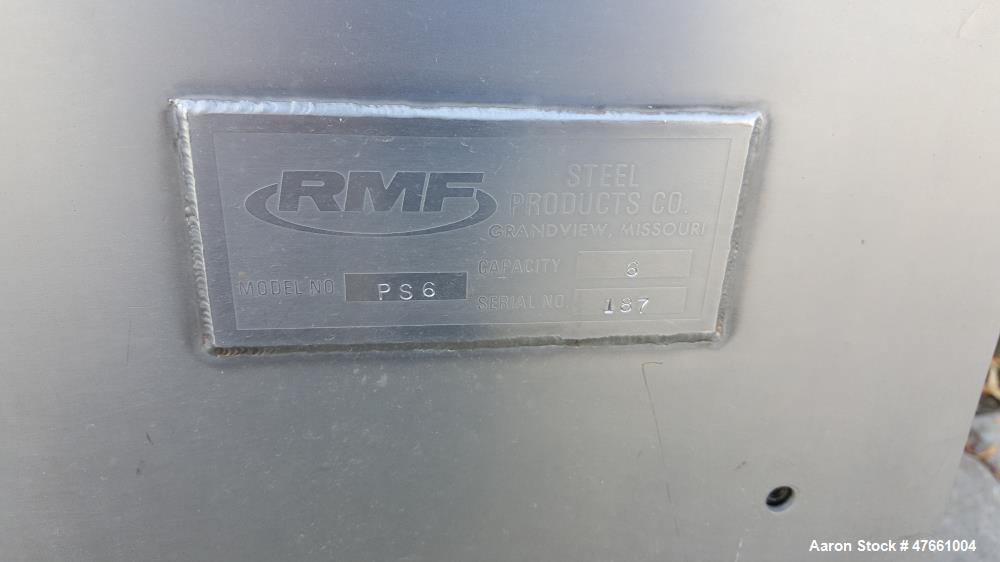 RMF
STEEL
PRODUCTS CO.
GRANDVIEW, MISSOURI
CAPACITY 6
MODEL NO. PS6
SERIAL NO. 187
Aaron Stock # 47661004